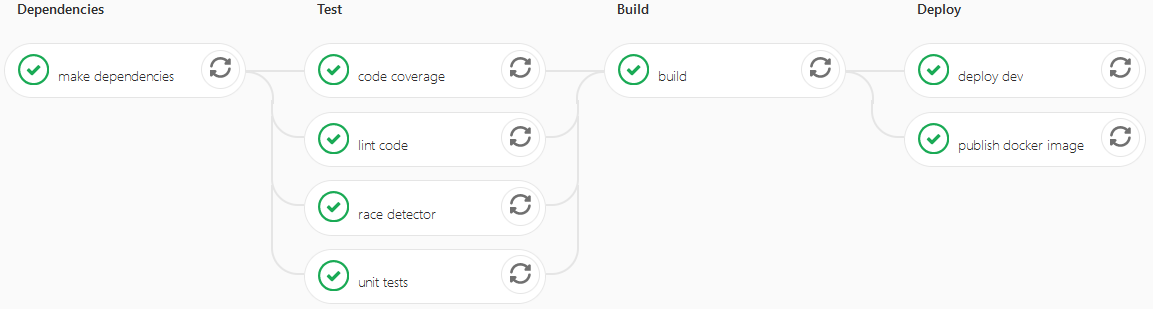 Dependencies
Test
Build
Deploy
make dependencies
code coverage
build
deploy dev
lint code
publish docker image
race detector
unit tests